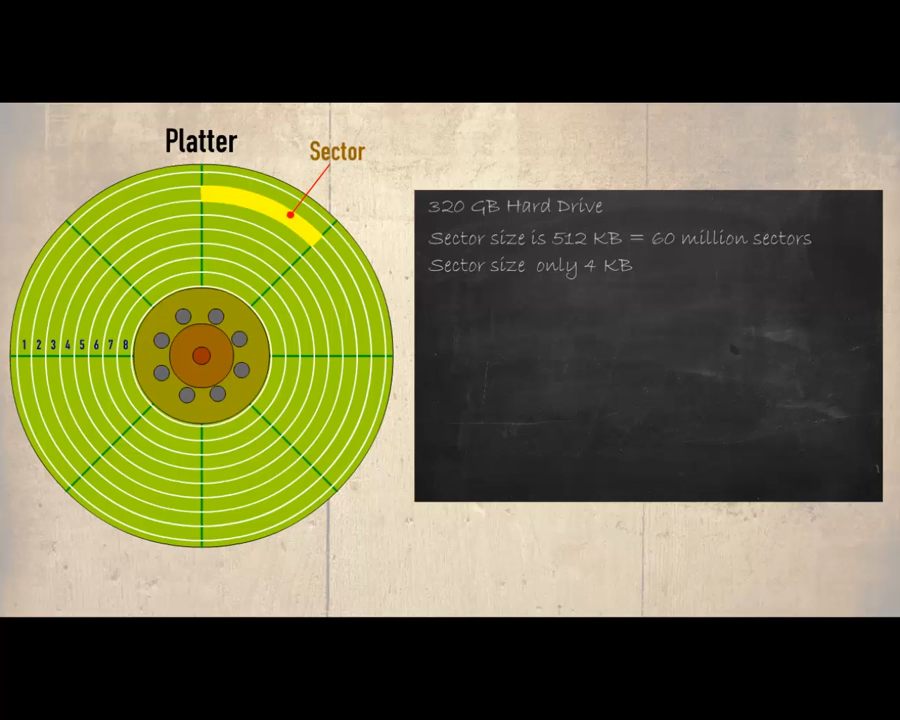 Platter
Sector
320 GB Hard Drive
Sector size is 512 KB = 60 million sectors
Sector size only 4 KB
1 2 3 4 5 6 7 8